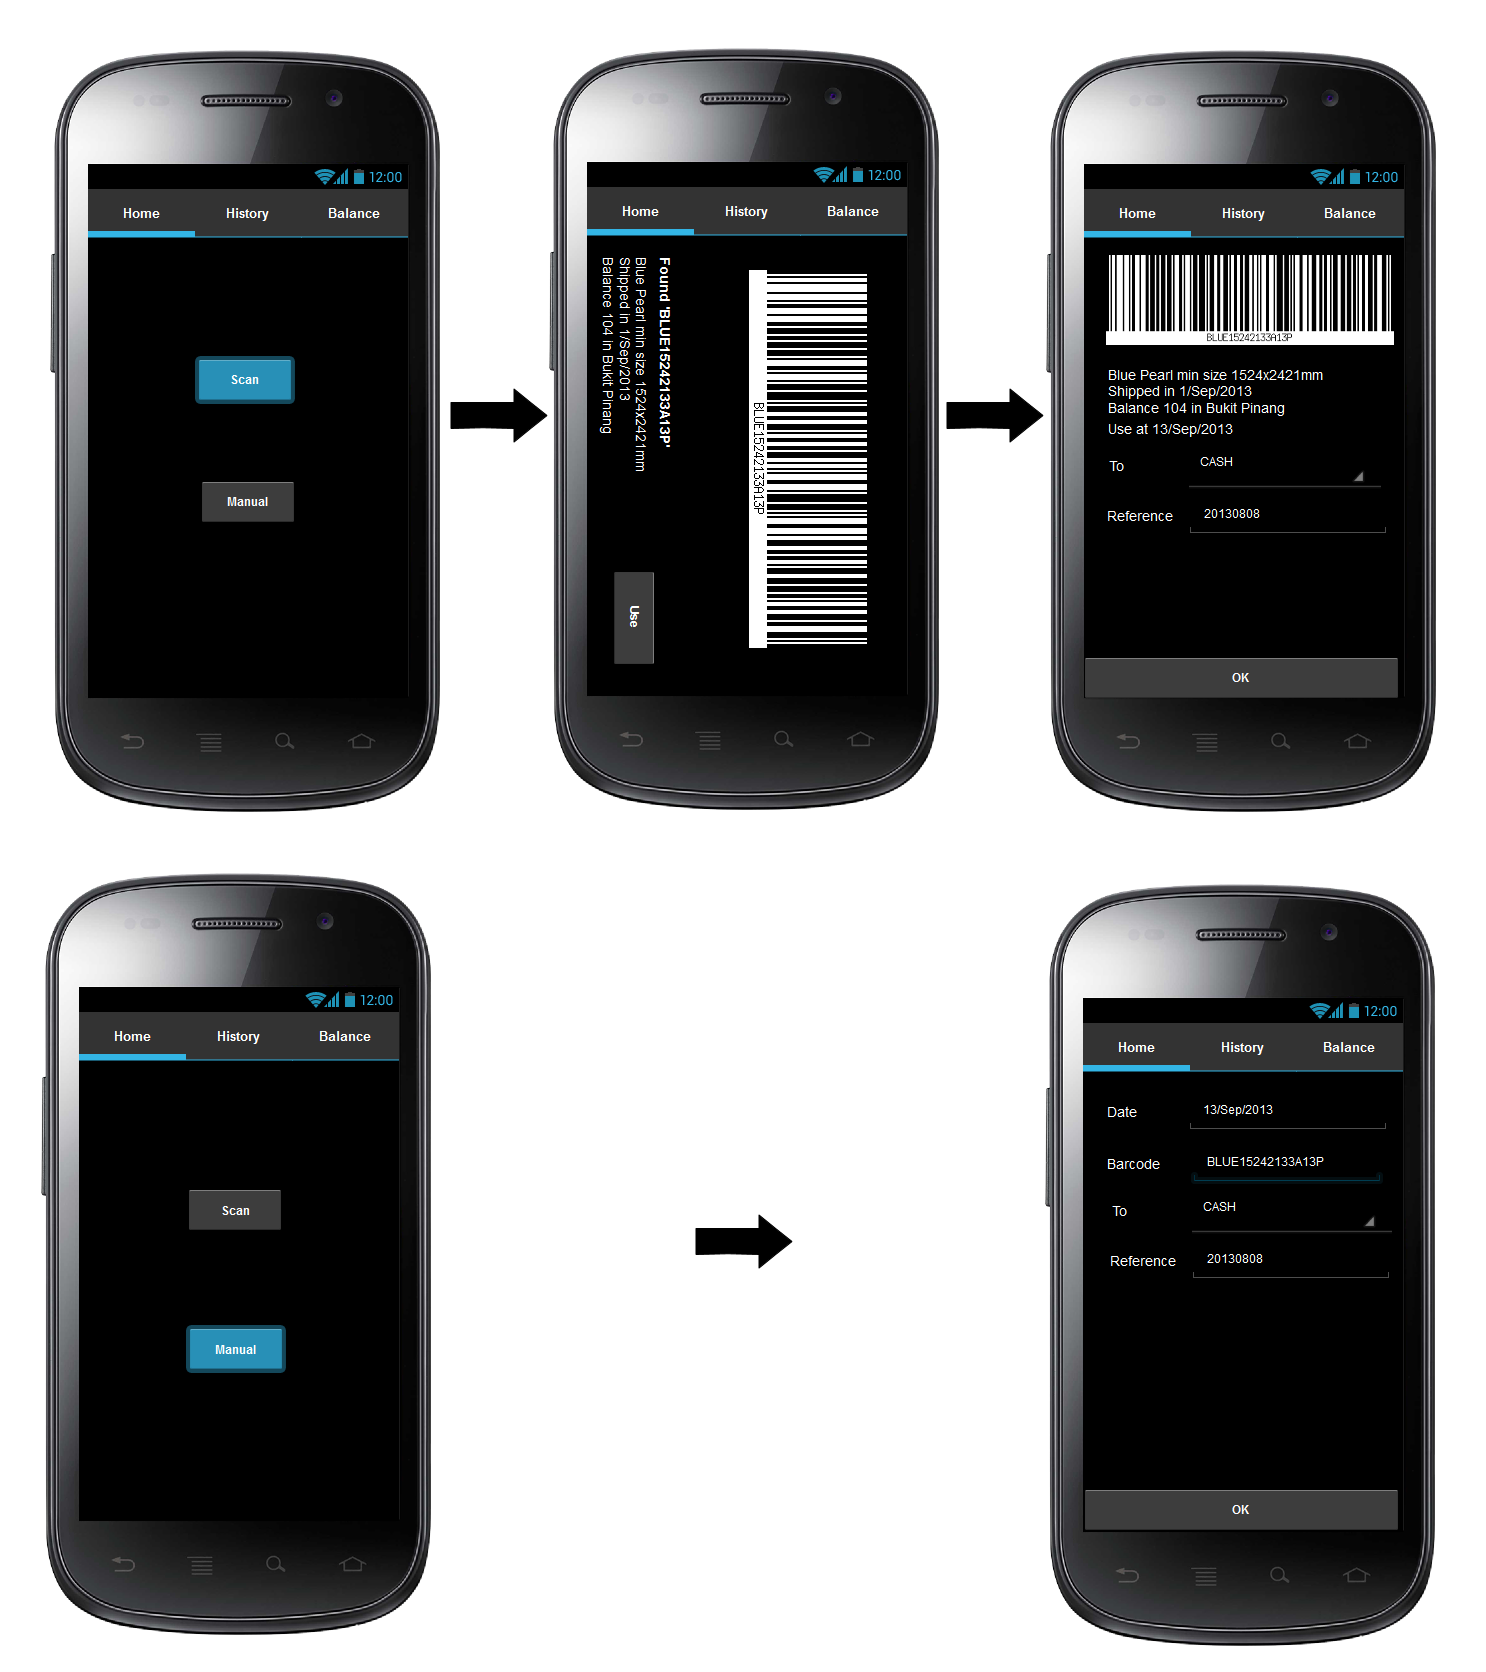 12:00
Home History Balance
Scan
Manual
12:00
Home History Balance
Found 'BLUE15242133A13P'
Blue Pearl min size 1524x2421mm
Shipped in 1/Sep/2013
Balance 104 in Bukit Pinang
BLUE15242133A13P
Use
12:00
Home History Balance
BLUE15242133A13P
Blue Pearl min size 1524x2421mm
Shipped in 1/Sep/2013
Balance 104 in Bukit Pinang
Use at 13/Sep/2013
To CASH
Reference 20130808
OK
12:00
Home History Balance
Scan
Manual
12:00
Home History Balance
Date 13/Sep/2013
Barcode BLUE15242133A13P
To CASH
Reference 20130808
OK